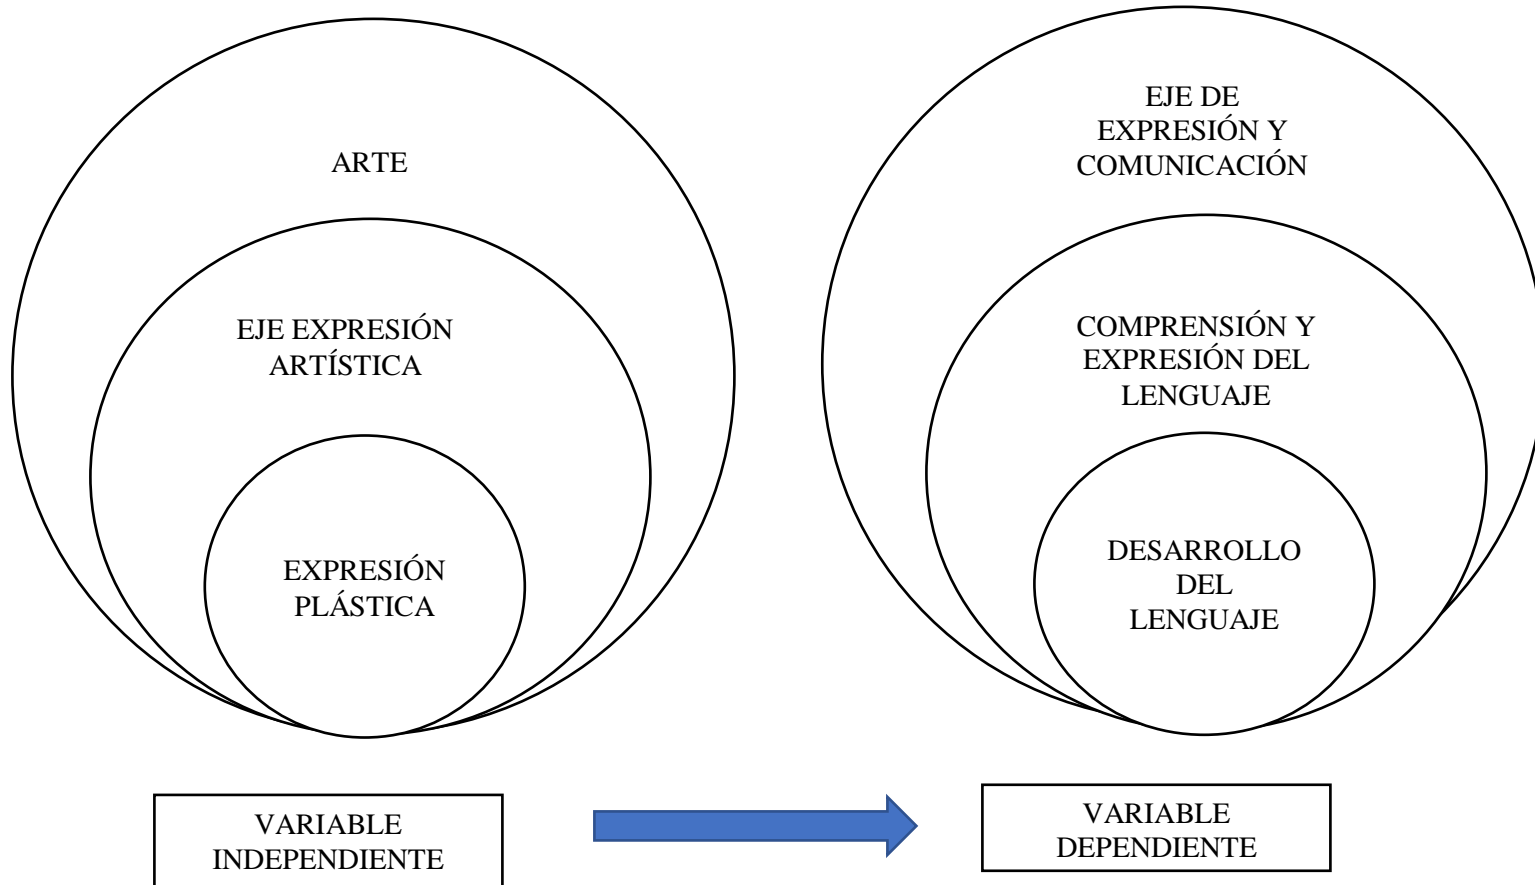 ARTE
EJE EXPRESIÓN
ARTÍSTICA
EXPRESIÓN
PLÁSTICA
VARIABLE
INDEPENDIENTE
EJE DE
EXPRESIÓN Y
COMUNICACIÓN
COMPRENSIÓN Y
EXPRESIÓN DEL
LENGUAJE
DESARROLLO
DEL
LENGUAJE
VARIABLE
DEPENDIENTE